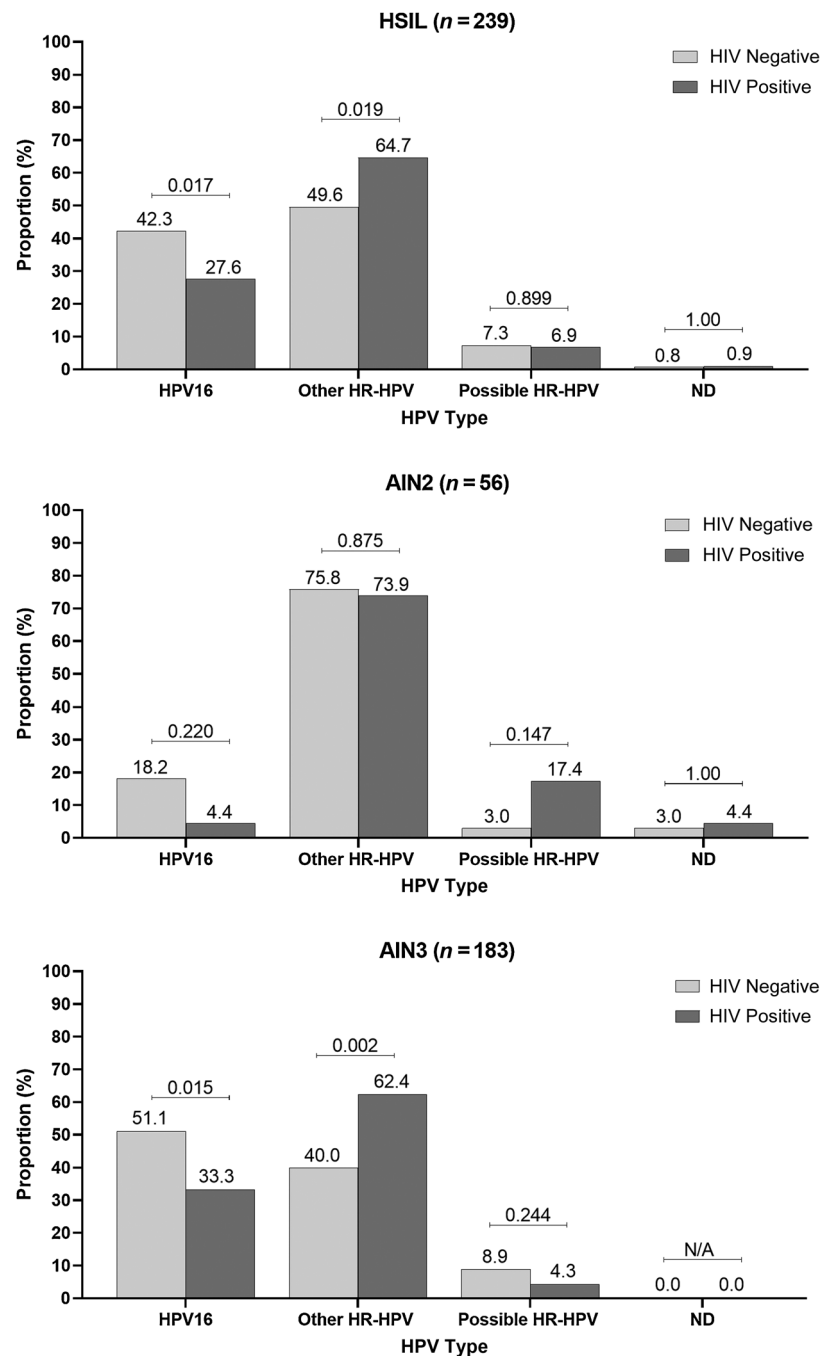 HSIL (n = 239)
100
90
80
70
60
50
40
30
20
10
0
Proportion (%)
HIV Negative
HIV Positive
0.017
42.3
27.6
0.019
49.6
64.7
0.899
7.3
6.9
1.00
0.8
0.9
HPV16
Other HR-HPV
Possible HR-HPV
ND
HPV Type
AIN2 (n = 56)
100
90
80
70
60
50
40
30
20
10
0
Proportion (%)
HIV Negative
HIV Positive
0.220
18.2
4.4
0.875
75.8
73.9
0.147
3.0
17.4
1.00
3.0
4.4
HPV16
Other HR-HPV
Possible HR-HPV
ND
HPV Type
AIN3 (n = 183)
100
90
80
70
60
50
40
30
20
10
0
Proportion (%)
HIV Negative
HIV Positive
0.015
51.1
33.3
0.002
40.0
62.4
0.244
8.9
4.3
N/A
0.0
0.0
HPV16
Other HR-HPV
Possible HR-HPV
ND
HPV Type